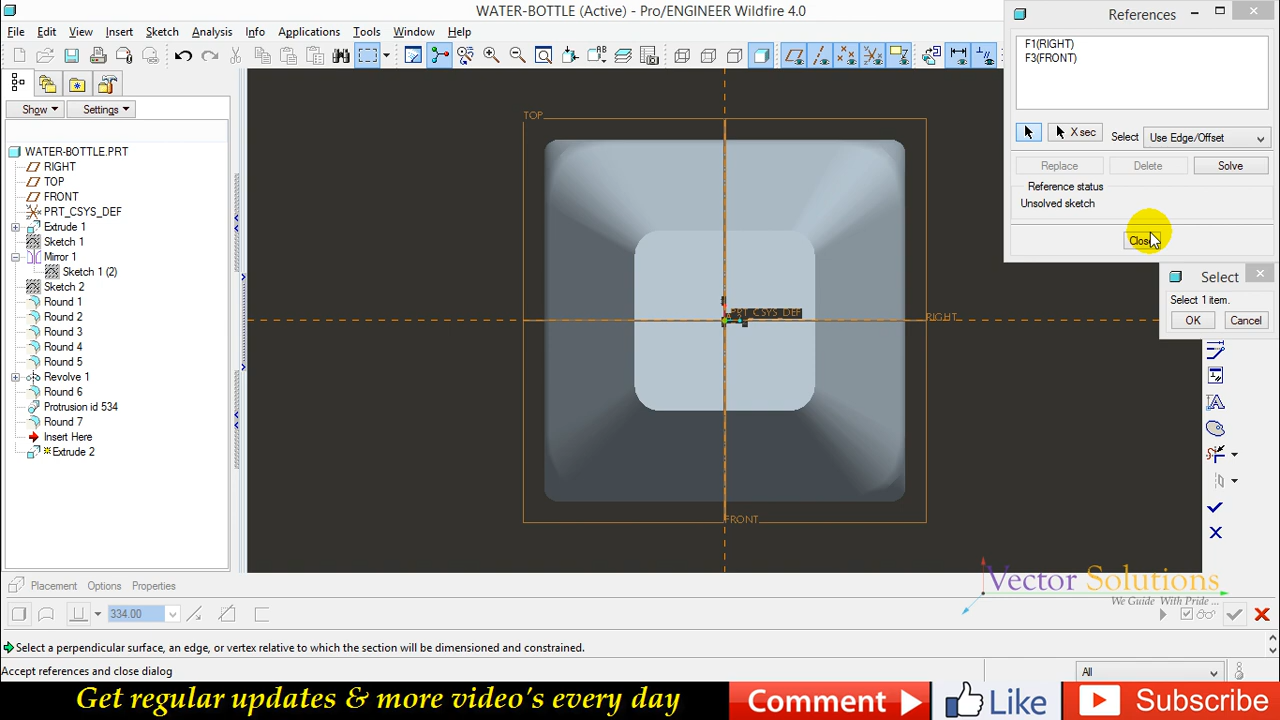 WATER-BOTTLE (Active) - Pro/ENGINEER Wildfire 4.0
File Edit View Insert Sketch Analysis Info Applications Tools Window Help
Show Settings
WATER-BOTTLE.PRT
RIGHT
TOP
FRONT
PRT_CSYS_DEF
Extrude 1
Sketch 1
Mirror 1
Sketch 1 (2)
Sketch 2
Round 1
Round 2
Round 3
Round 4
Round 5
Revolve 1
Round 6
Protrusion id 534
Round 7
Insert Here
Extrude 2
TOP
PRT_CSYS_DEF
RIGHT
FRONT
References
F1(RIGHT)
F3(FRONT)
X sec Select Use Edge/Offset
Replace Delete Solve
Reference status
Unsolved sketch
Close
Select
Select 1 item.
OK Cancel
Vector Solutions
We Guide With Pride ...
Placement Options Properties
334.00
Select a perpendicular surface, an edge, or vertex relative to which the section will be dimensioned and constrained.
Accept references and close dialog
All
Get regular updates & more video's every day
Comment Like Subscribe